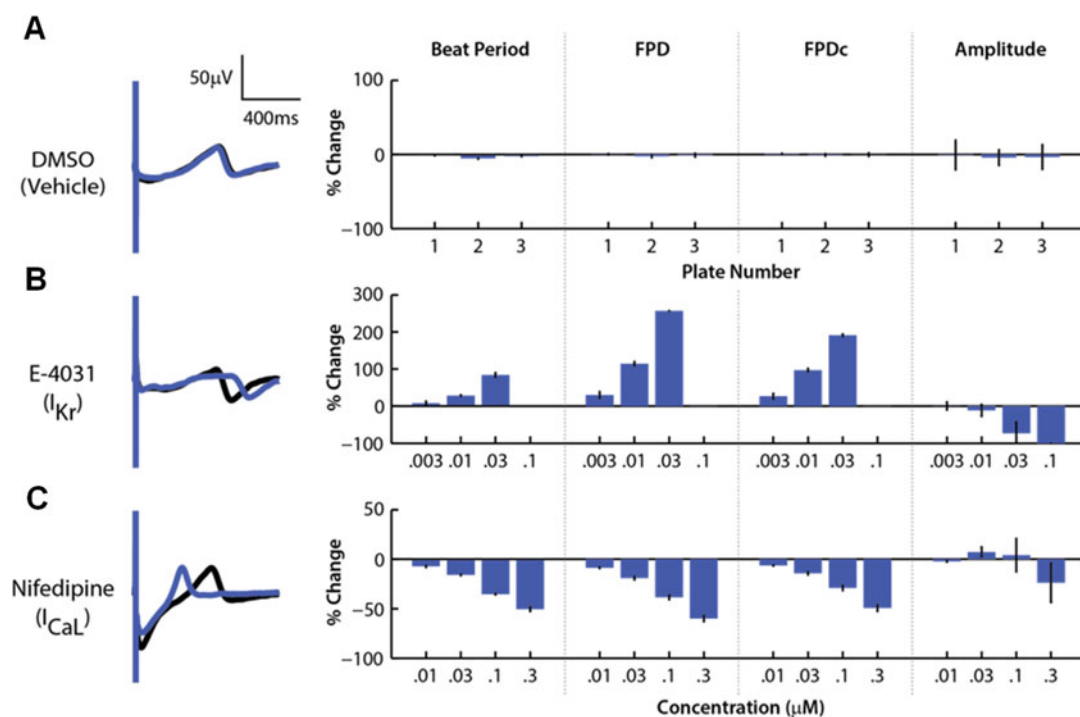 A
Beat Period FPD FPDc Amplitude
50μV
400ms
DMSO
(Vehicle)
% Change
100
0
−100
1 2 3 1 2 3 1 2 3 1 2 3
Plate Number
B
E-4031
(IKr)
% Change
300
200
100
0
−100
.003 .01 .03 .1 .003 .01 .03 .1 .003 .01 .03 .1 .003 .01 .03 .1
C
Nifedipine
(ICaL)
% Change
50
0
−50
−100
.01 .03 .1 .3 .01 .03 .1 .3 .01 .03 .1 .3 .01 .03 .1 .3
Concentration (μM)